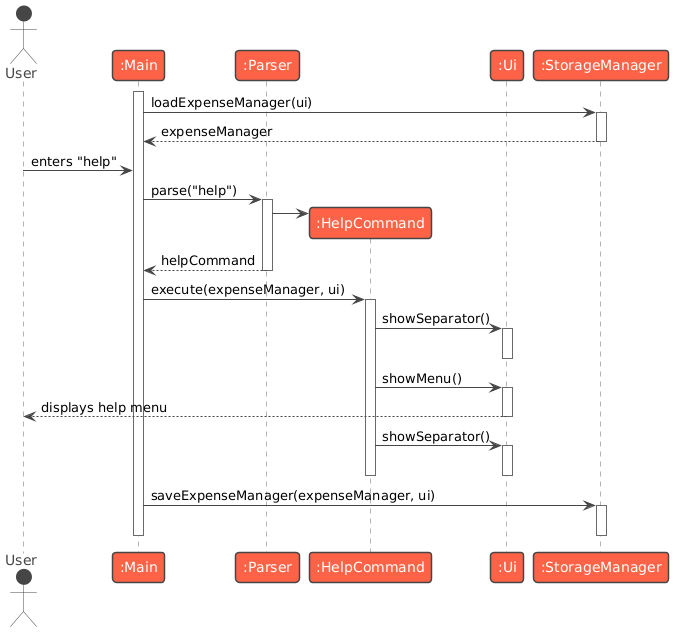 User
:Main
:Parser
:Ui
:StorageManager
loadExpenseManager(ui)
expenseManager
enters "help"
parse("help")
:HelpCommand
helpCommand
execute(expenseManager, ui)
showSeparator()
showMenu()
displays help menu
showSeparator()
saveExpenseManager(expenseManager, ui)
User
:Main
:Parser
:HelpCommand
:Ui
:StorageManager